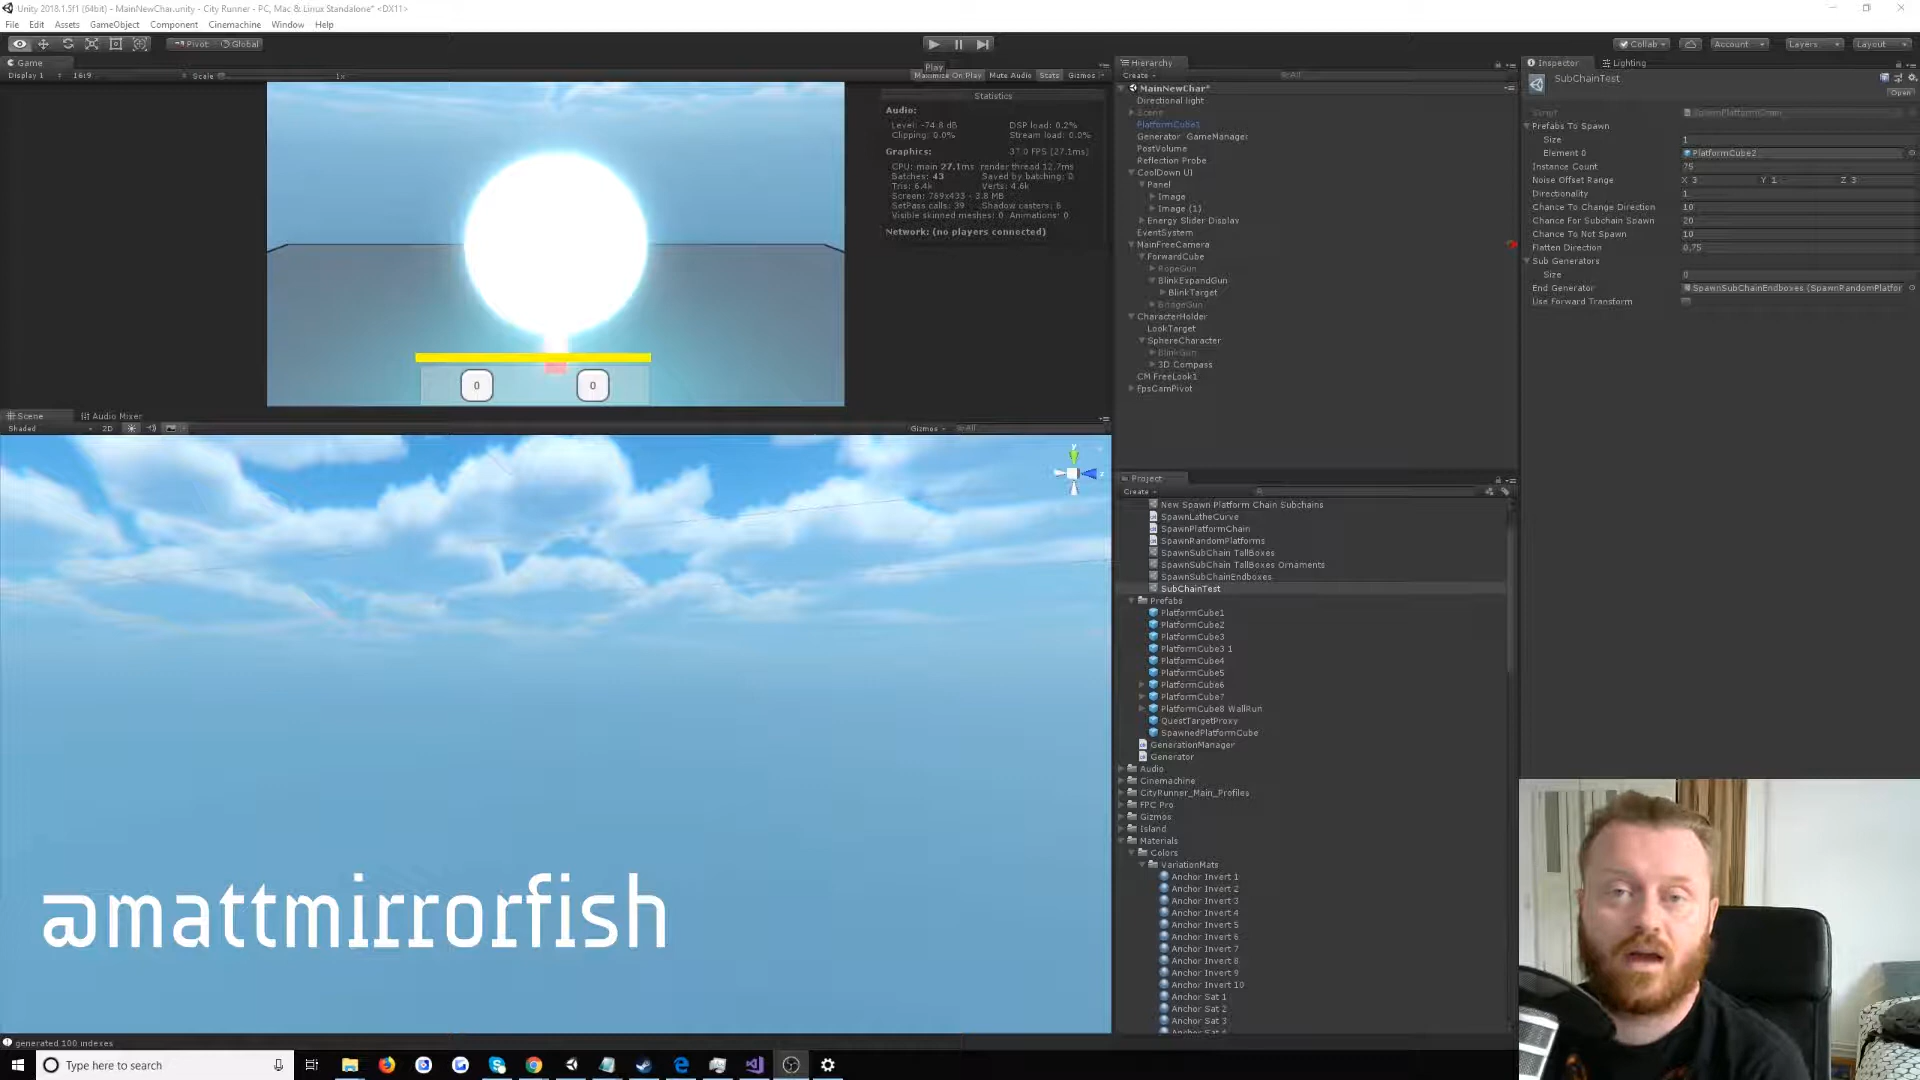 Unity 2018.1.5f1 (64bit) - MainNewChar.unity - City Runner - PC, Mac & Linux Standalone* <DX11>
File Edit Assets GameObject Component Cinemachine Window Help
Pivot Global
Collab Account Layers Layout
Game
Display 1 16:9 Scale 1x Maximize On Play Mute Audio Stats Gizmos
Play
Statistics
Audio:
Level: -74.8 dB DSP load: 0.2%
Clipping: 0.0% Stream load: 0.0%
Graphics: 37.0 FPS (27.1ms)
CPU: main 27.1ms render thread 12.7ms
Batches: 43 Saved by batching: 0
Tris: 6.4k Verts: 4.6k
Screen: 769x433 - 3.8 MB
SetPass calls: 39 Shadow casters: 6
Visible skinned meshes: 0 Animations: 0
Network: (no players connected)
0 0
Scene Audio Mixer
Shaded 2D Gizmos All
@mattmirrorfish
Hierarchy
Create All
MainNewChar*
Directional light
Scene
PlatformCube1
Generator GameManager
PostVolume
Reflection Probe
CoolDown UI
Panel
Image
Image (1)
Energy Slider Display
EventSystem
MainFreeCamera
ForwardCube
RopeGun
BlinkExpandGun
BlinkTarget
BridgeGun
CharacterHolder
LookTarget
SphereCharacter
BlinkGun
3D Compass
CM FreeLook1
FpsCamPivot
Project
Create
New Spawn Platform Chain Subchains
SpawnLatheCurve
SpawnPlatformChain
SpawnRandomPlatforms
SpawnSubChain TallBoxes
SpawnSubChain TallBoxes Ornaments
SpawnSubChainEndboxes
SubChainTest
Prefabs
PlatformCube1
PlatformCube2
PlatformCube3
PlatformCube3 1
PlatformCube4
PlatformCube5
PlatformCube6
PlatformCube7
PlatformCube8 WallRun
QuestTargetProxy
SpawnedPlatformCube
GenerationManager
Generator
Audio
Cinemachine
CityRunner_Main_Profiles
FPC Pro
Gizmos
Island
Materials
Colors
VariationMats
Anchor Invert 1
Anchor Invert 2
Anchor Invert 3
Anchor Invert 4
Anchor Invert 5
Anchor Invert 6
Anchor Invert 7
Anchor Invert 8
Anchor Invert 9
Anchor Invert 10
Anchor Sat 1
Anchor Sat 2
Anchor Sat 3
Inspector Lighting
SubChainTest
Open
Script SpawnPlatformChain
Prefabs To Spawn
Size 1
Element 0 PlatformCube2
Instance Count 75
Noise Offset Range X 3 Y 1 Z 3
Directionality 1
Chance To Change Direction 10
Chance For Subchain Spawn 20
Chance To Not Spawn 10
Flatten Direction 0.75
Sub Generators
Size 0
End Generator SpawnSubChainEndboxes (SpawnRandomPlatfor
Use Forward Transform
generated 100 indexes
Type here to search